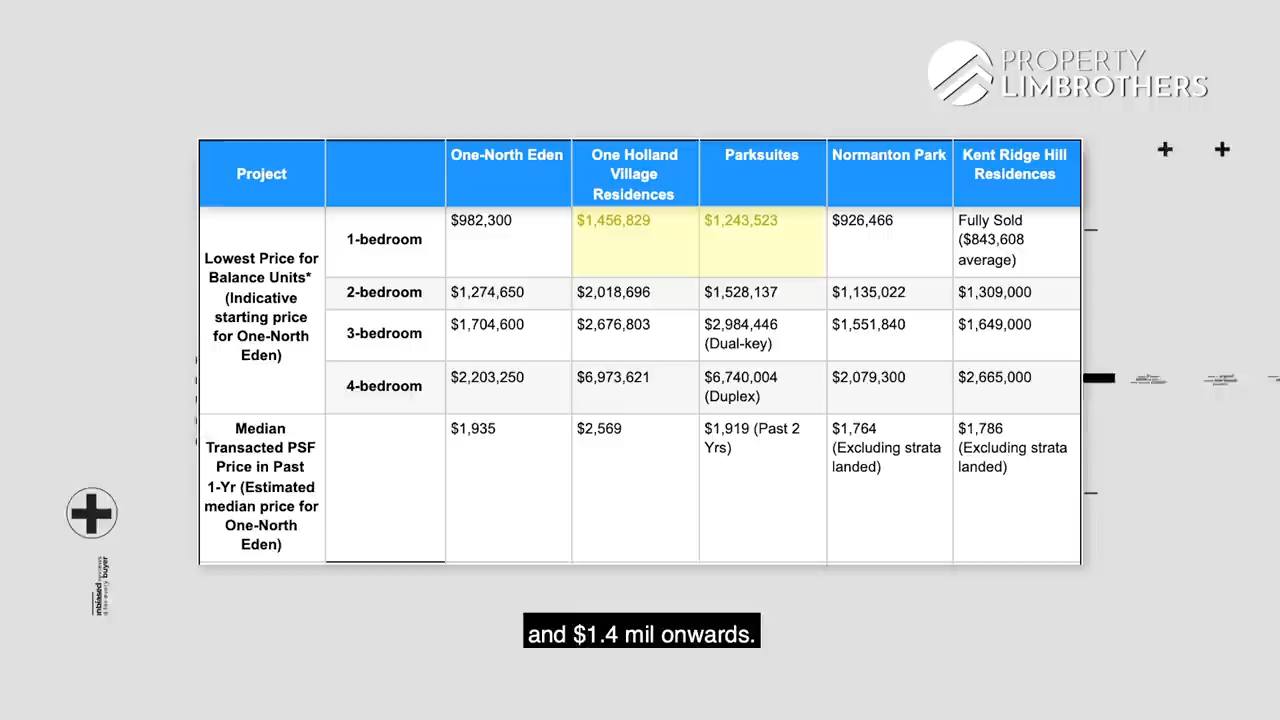 PROPERTY
LIMBROTHERS
Project
One-North Eden
One Holland
Village
Residences
Parksuites
Normanton Park
Kent Ridge Hill
Residences
Lowest Price for
Balance Units*
(Indicative
starting price
for One-North
Eden)
1-bedroom
$982,300
$1,456,829
$1,243,523
$926,466
Fully Sold
($843,608
average)
2-bedroom
$1,274,650
$2,018,696
$1,528,137
$1,135,022
$1,309,000
3-bedroom
$1,704,600
$2,676,803
$2,984,446
(Dual-key)
$1,551,840
$1,649,000
4-bedroom
$2,203,250
$6,973,621
$6,740,004
(Duplex)
$2,079,300
$2,665,000
Median
Transacted PSF
Price in Past
1-Yr (Estimated
median price for
One-North
Eden)
$1,935
$2,569
$1,919 (Past 2
Yrs)
$1,764
(Excluding strata
landed)
$1,786
(Excluding strata
landed)
buyer
and $1.4 mil onwards.